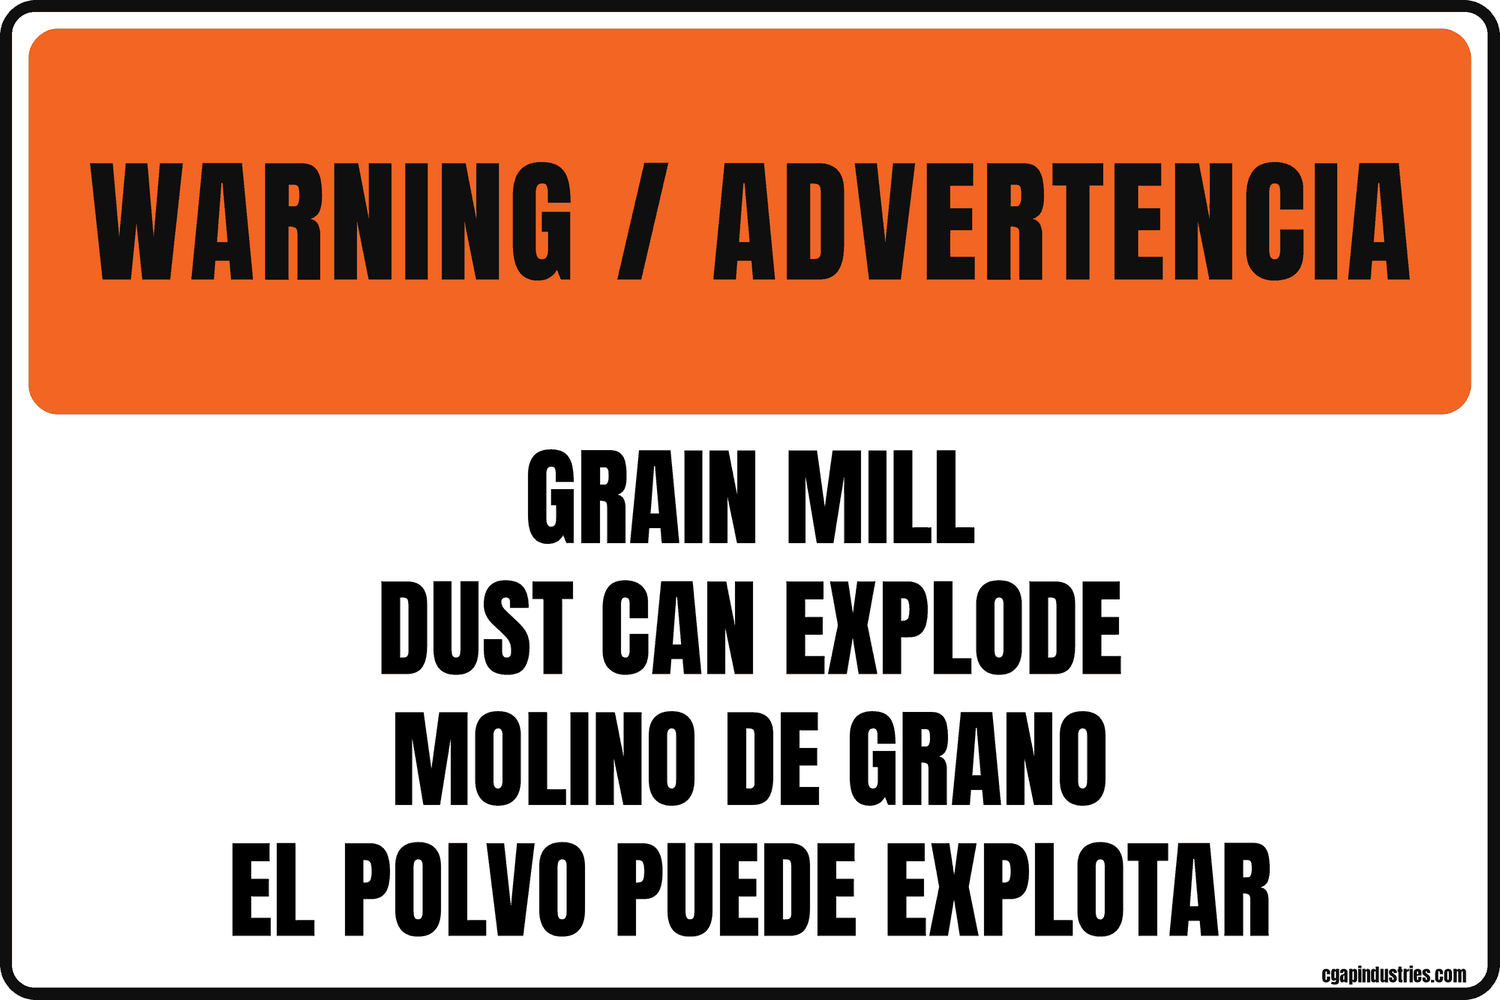 WARNING / ADVERTENCIA
GRAIN MILL
DUST CAN EXPLODE
MOLINO DE GRANO
EL POLVO PUEDE EXPLOTAR
cgapindustries.com